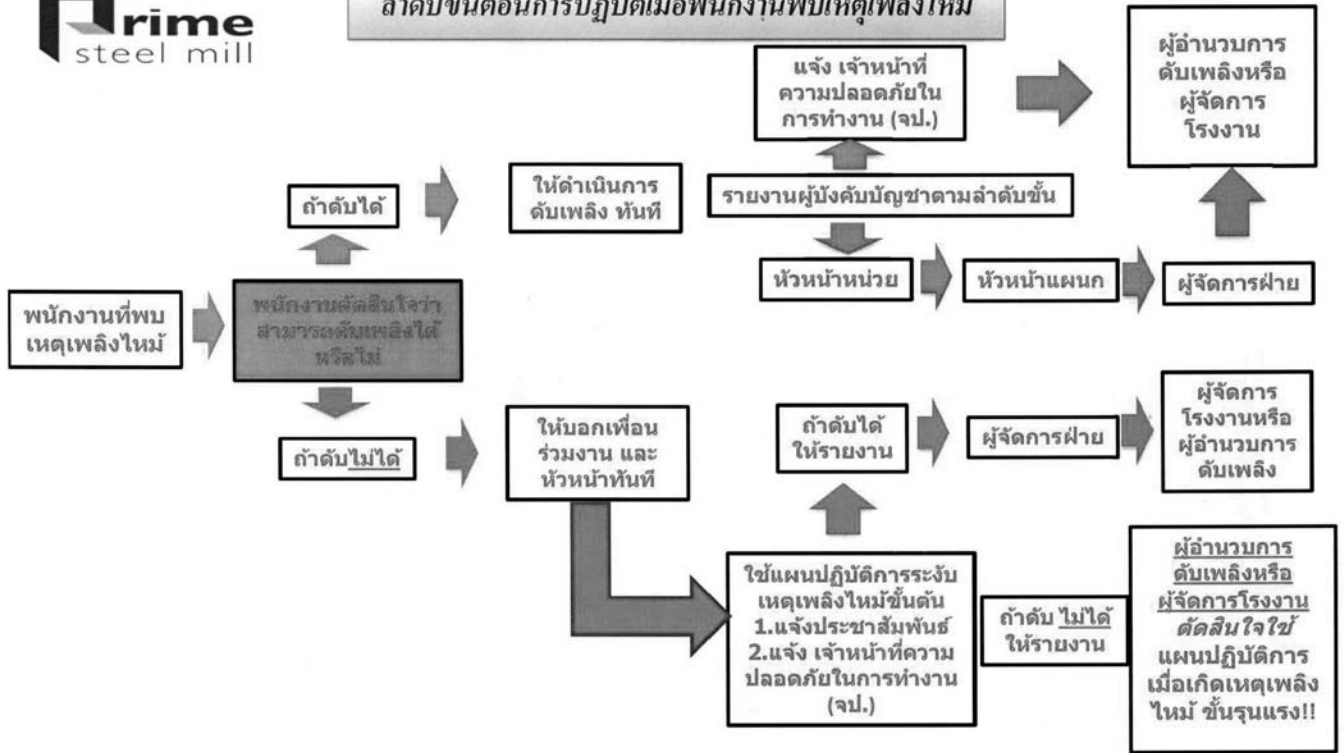 Prime
steel mill
ลำดับขั้นตอนการปฏิบัติเมื่อพนักงานพบเหตุเพลิงไหม้
แจ้ง เจ้าหน้าที่
ความปลอดภัยใน
การทำงาน (จป.)
ผู้อำนวบการ
ดับเพลิงหรือ
ผู้จัดการ
โรงงาน
ถ้าดับได้
ให้ดำเนินการ
ดับเพลิง ทันที
รายงานผู้บังคับบัญชาตามลำดับขั้น
หัวหน้าหน่วย
หัวหน้าแผนก
ผู้จัดการฝ่าย
พนักงานที่พบ
เหตุเพลิงไหม้
พนักงานตัดสินใจว่า
สามารถดับเพลิงได้
หรือไม่
ถ้าดับไม่ได้
ให้บอกเพื่อน
ร่วมงาน และ
หัวหน้าทันที
ถ้าดับได้
ให้รายงาน
ผู้จัดการฝ่าย
ผู้จัดการ
โรงงานหรือ
ผู้อำนวบการ
ดับเพลิง
ใช้แผนปฏิบัติการระงับ
เหตุเพลิงไหม้ขั้นต้น
1.แจ้งประชาสัมพันธ์
2.แจ้ง เจ้าหน้าที่ความ
ปลอดภัยในการทำงาน
(จป.)
ถ้าดับ ไม่ได้
ให้รายงาน
ผู้อำนวบการ
ดับเพลิงหรือ
ผู้จัดการโรงงาน
ตัดสินใจใช้
แผนปฏิบัติการ
เมื่อเกิดเหตุเพลิง
ไหม้ ขั้นรุนแรง!!